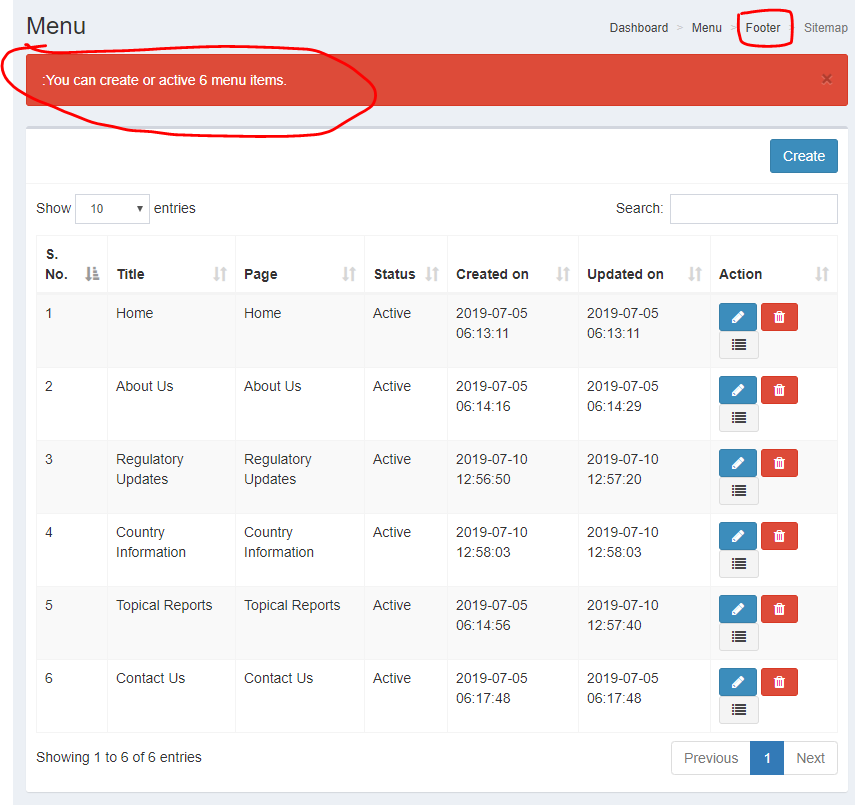 Menu
Dashboard > Menu > Footer > Sitemap
:You can create or active 6 menu items. ×
Create
Show 10 entries
Search:
S. No. Title Page Status Created on Updated on Action
1 Home Home Active 2019-07-05 06:13:11 2019-07-05 06:13:11
2 About Us About Us Active 2019-07-05 06:14:16 2019-07-05 06:14:29
3 Regulatory Updates Regulatory Updates Active 2019-07-10 12:56:50 2019-07-10 12:57:20
4 Country Information Country Information Active 2019-07-10 12:58:03 2019-07-10 12:58:03
5 Topical Reports Topical Reports Active 2019-07-05 06:14:56 2019-07-10 12:57:40
6 Contact Us Contact Us Active 2019-07-05 06:17:48 2019-07-05 06:17:48
Showing 1 to 6 of 6 entries
Previous 1 Next